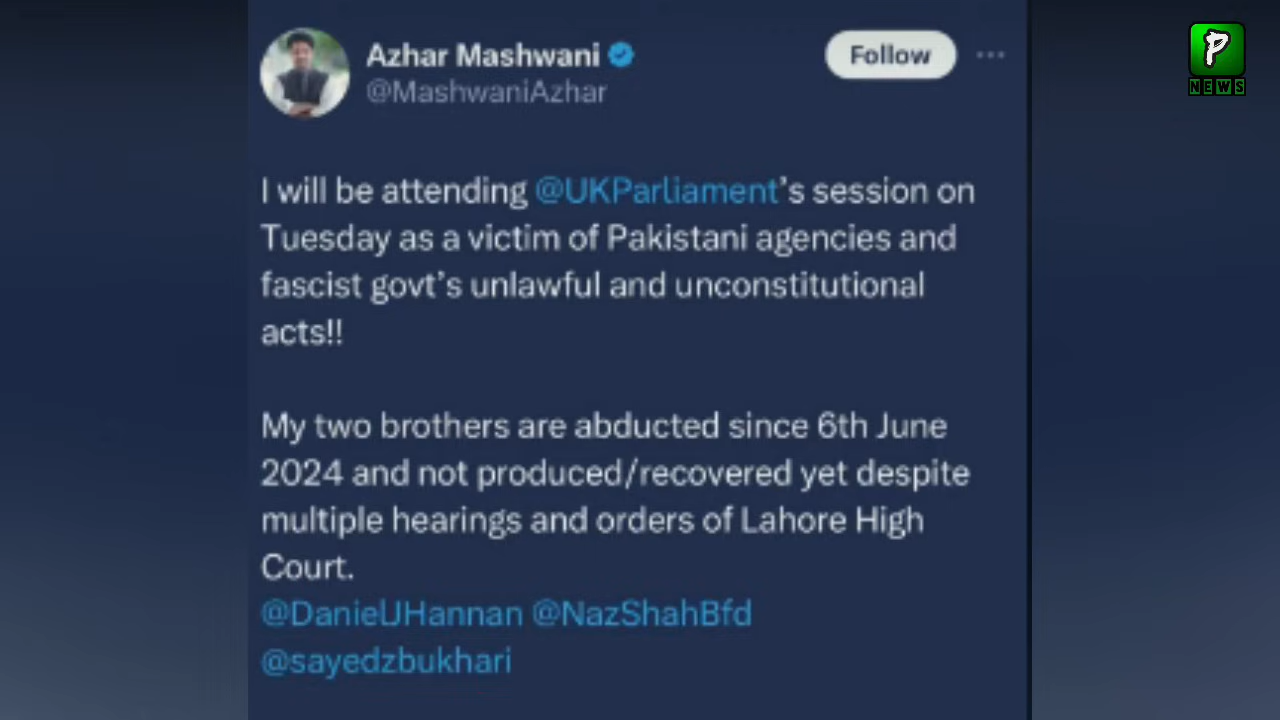 Azhar Mashwani
Follow
@MashwaniAzhar
P
NEWS
I will be attending @UKParliament's session on
Tuesday as a victim of Pakistani agencies and
fascist govt's unlawful and unconstitutional
acts!!
My two brothers are abducted since 6th June
2024 and not produced/recovered yet despite
multiple hearings and orders of Lahore High
Court.
@DanielJHannan @NazShahBfd
@sayedzbukhari